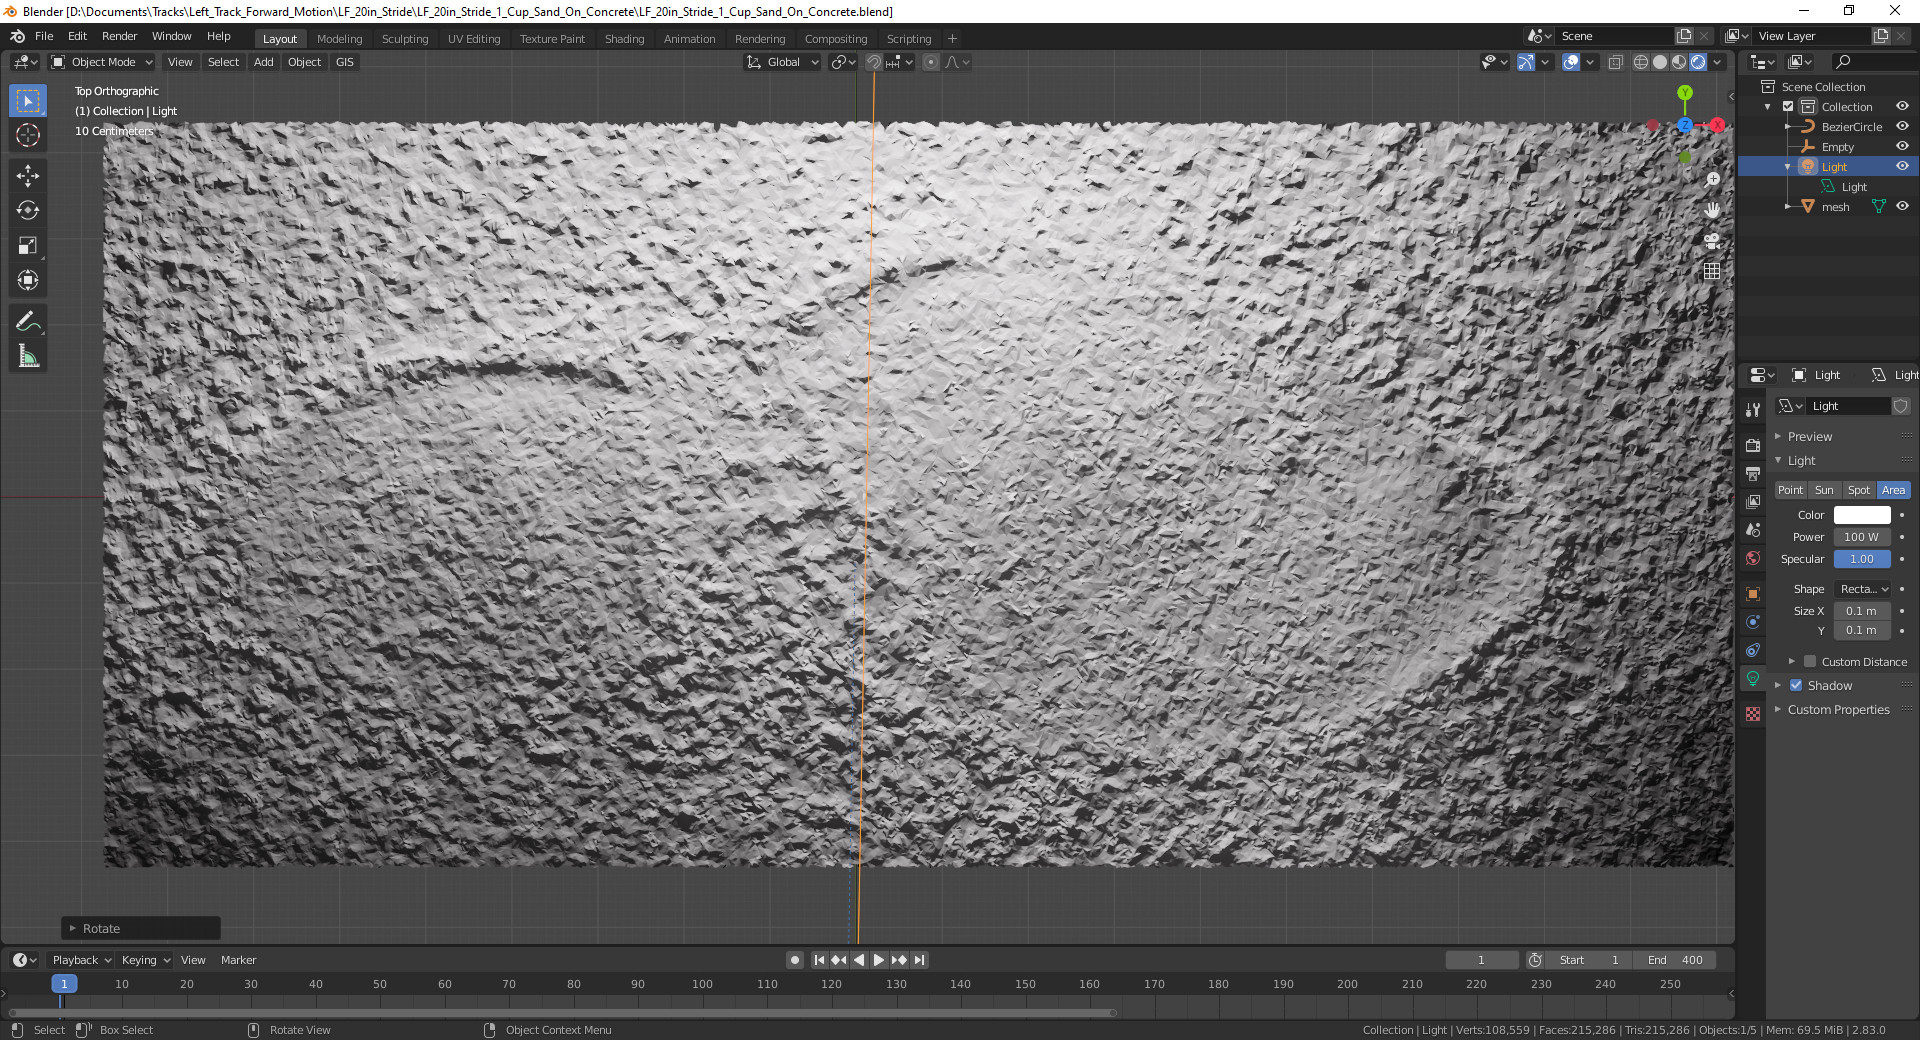 Blender [D:\Documents\Tracks\Left_Track_Forward_Motion\LF_20in_Stride\LF_20in_Stride_1_Cup_Sand_On_Concrete\LF_20in_Stride_1_Cup_Sand_On_Concrete.blend]
File Edit Render Window Help Layout Modeling Sculpting UV Editing Texture Paint Shading Animation Rendering Compositing Scripting + Scene View Layer
Object Mode View Select Add Object GIS Global
Top Orthographic
(1) Collection | Light
10 Centimeters
Y
Z
X
Scene Collection
Collection
BezierCircle
Empty
Light
Light
mesh
Light Light
Light
Preview
Light
Point Sun Spot Area
Color
Power 100 W
Specular 1.00
Shape Recta...
Size X 0.1 m
Y 0.1 m
Custom Distance
Shadow
Custom Properties
Rotate
Playback Keying View Marker 1 Start 1 End 400
1 10 20 30 40 50 60 70 80 90 100 110 120 130 140 150 160 170 180 190 200 210 220 230 240 250
Select Box Select Rotate View Object Context Menu Collection | Light | Verts:108,559 | Faces:215,286 | Tris:215,286 | Objects:1/5 | Mem: 69.5 MiB | 2.83.0